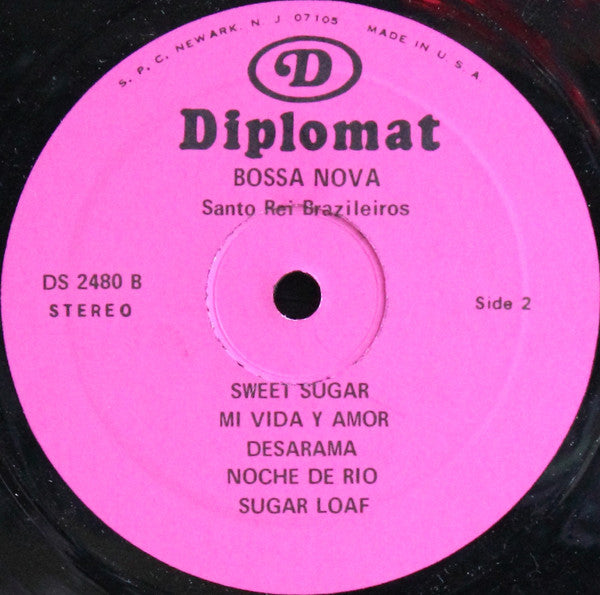 S. P. C. NEWARK, N. J 07105 MADE IN U.S.A.
D
Diplomat
BOSSA NOVA
Santo Rei Brazileiros
DS 2480 B
STEREO
Side 2
SWEET SUGAR
MI VIDA Y AMOR
DESARAMA
NOCHE DE RIO
SUGAR LOAF